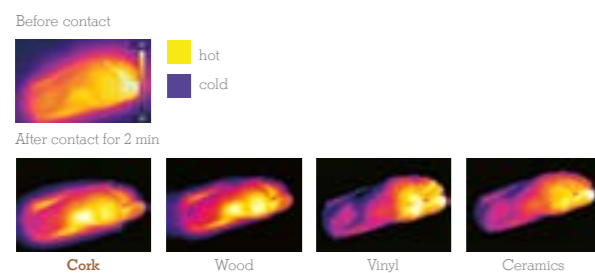 Before contact
hot
cold
After contact for 2 min
Cork
Wood
Vinyl
Ceramics